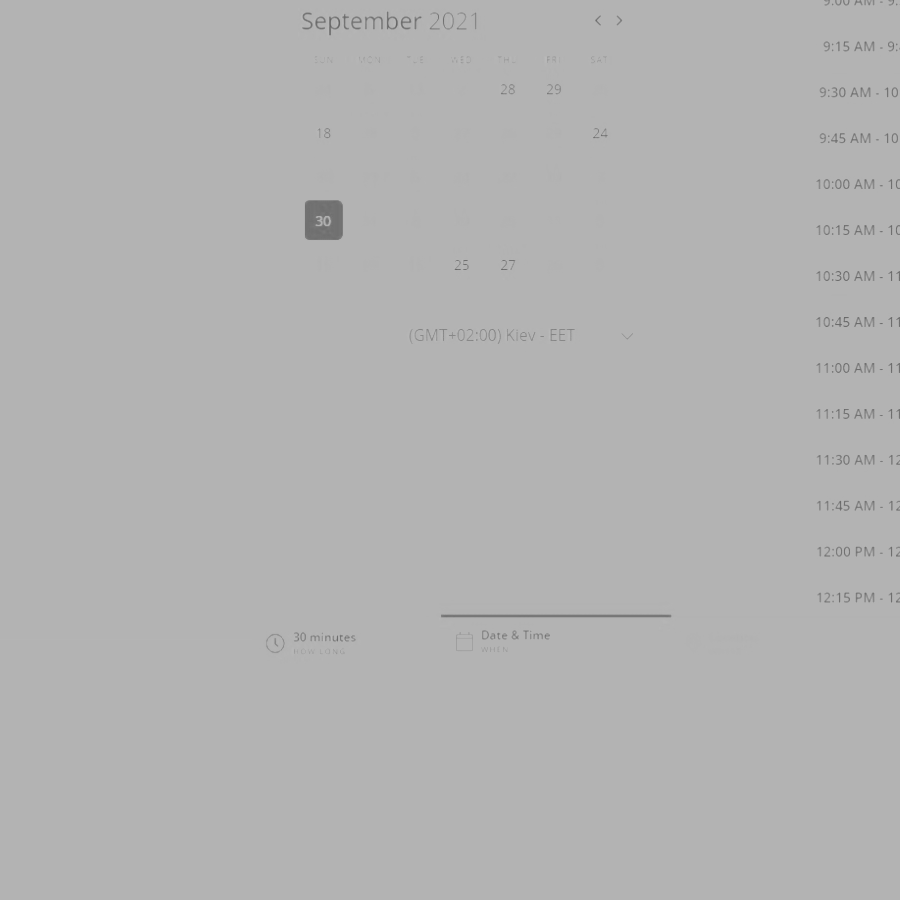 September 2021
SUN MON TUE WED THU FRI SAT
28 29
18 24
30
25 27
(GMT+02:00) Kiev - EET
9:00 AM - 9:
9:15 AM - 9:
9:30 AM - 10
9:45 AM - 10
10:00 AM - 10
10:15 AM - 10
10:30 AM - 11
10:45 AM - 11
11:00 AM - 11
11:15 AM - 11
11:30 AM - 12
11:45 AM - 12
12:00 PM - 12
12:15 PM - 12
30 minutes
HOW LONG
Date & Time
WHEN